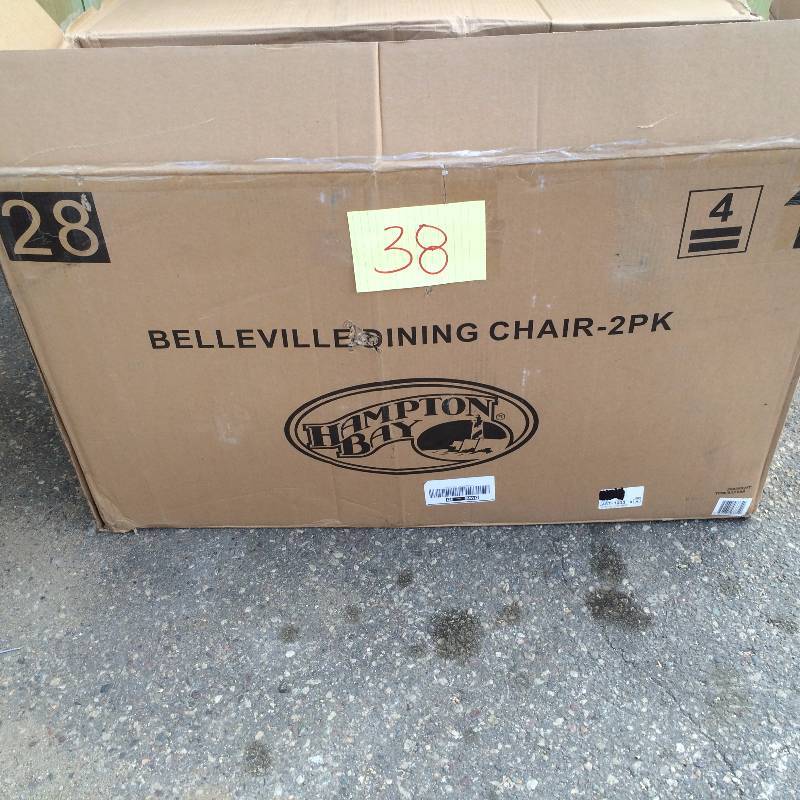 28
38
4
BELLEVILLE DINING CHAIR-2PK
HAMPTON
BAY
®